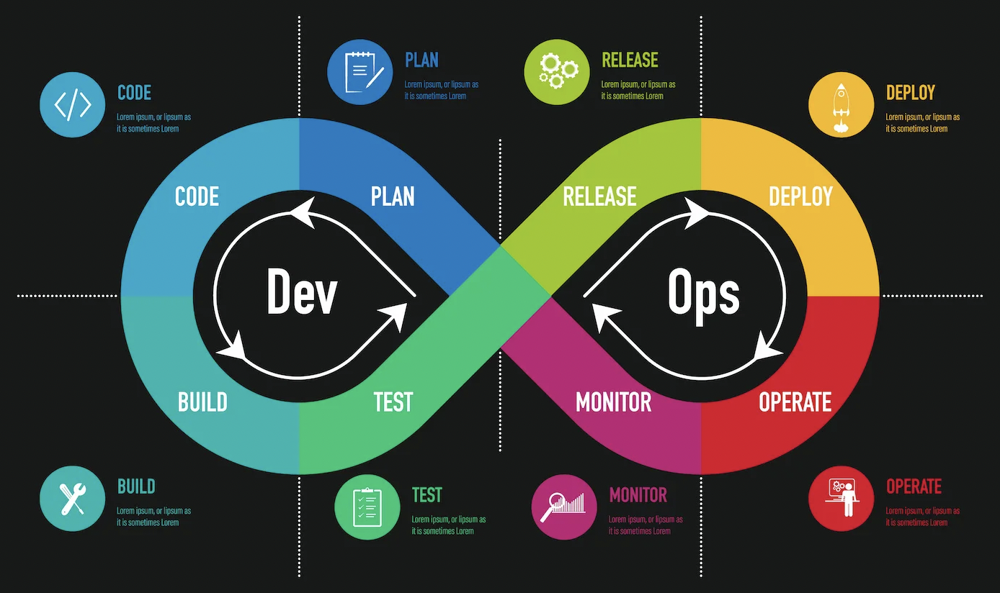 PLAN
Lorem ipsum, or lipsum as
it is sometimes Lorem
RELEASE
Lorem ipsum, or lipsum as
it is sometimes Lorem
CODE
Lorem ipsum, or lipsum as
it is sometimes Lorem
DEPLOY
Lorem ipsum, or lipsum as
it is sometimes Lorem
CODE
PLAN
RELEASE
DEPLOY
Dev
Ops
BUILD
TEST
MONITOR
OPERATE
BUILD
Lorem ipsum, or lipsum as
it is sometimes Lorem
TEST
Lorem ipsum, or lipsum as
it is sometimes Lorem
MONITOR
Lorem ipsum, or lipsum as
it is sometimes Lorem
OPERATE
Lorem ipsum, or lipsum as
it is sometimes Lorem